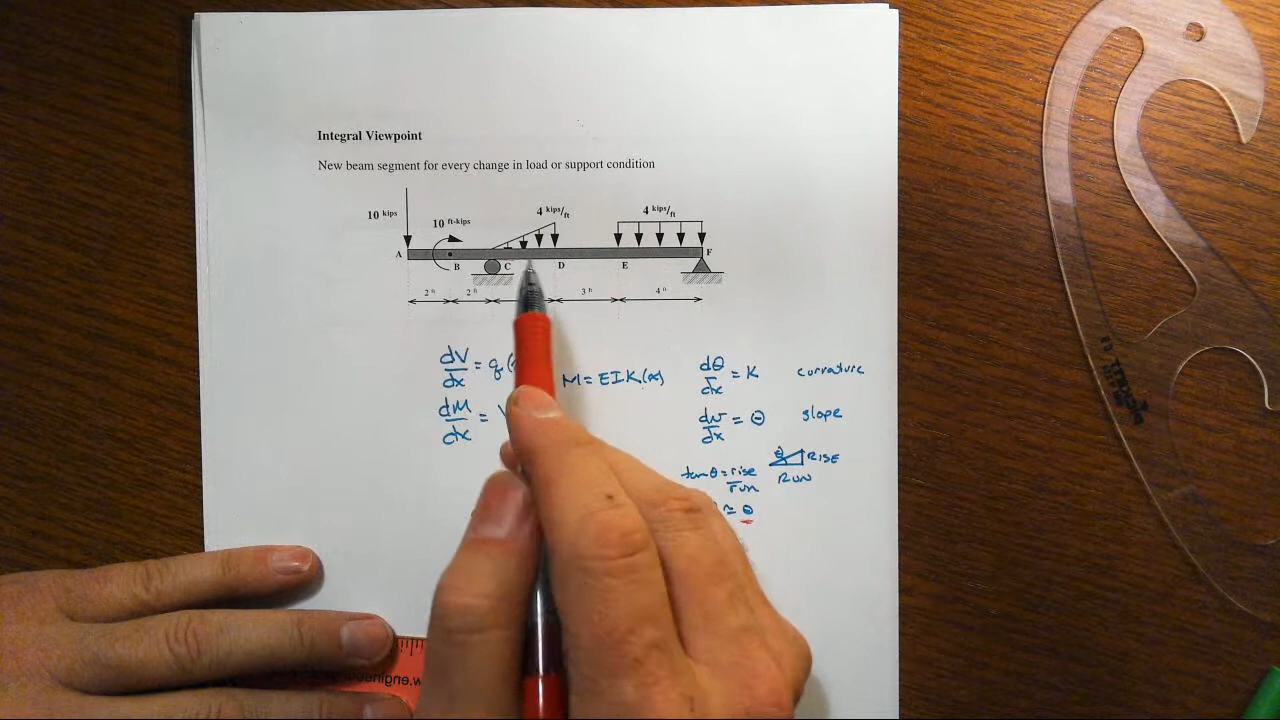 Integral Viewpoint
New beam segment for every change in load or support condition
10 kips
10 ft-kips
4 kips/ft
4 kips/ft
A
B
C
D
E
F
2 ft
2 ft
3 ft
4 ft
dV/dx = q(
dM/dx =
M = EIK(x)
dθ/dx = K curvature
dv/dx = θ slope
tan θ = rise/run
θ RISE
RUN
≈ θ